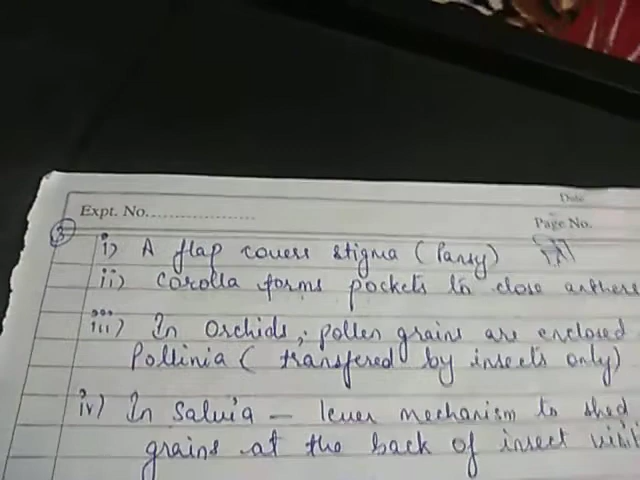 Date
Expt. No.
Page No.
3
i) A flap covers stigma (Pansy)
ii) Corolla forms pockets to close anthers
iii) In Orchids, pollen grains are enclosed
Pollinia (transfered by insects only)
iv) In Salvia - lever mechanism to shed
grains at the back of insect